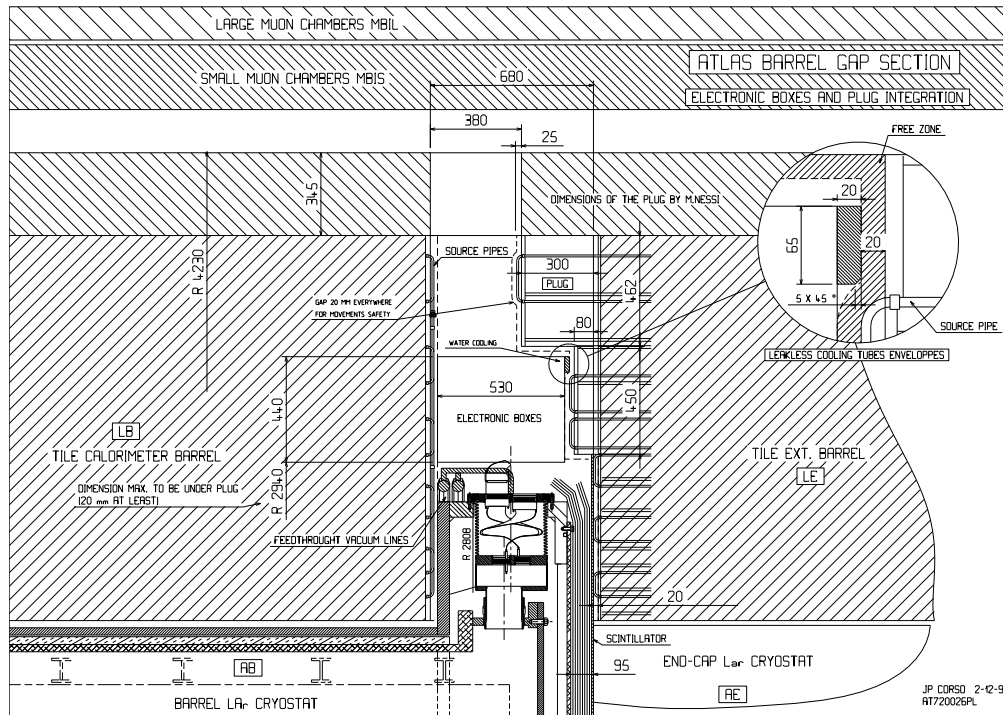 LARGE MUON CHAMBERS MBIL
SMALL MUON CHAMBERS MBIS
680
ATLAS BARREL GAP SECTION
ELECTRONIC BOXES AND PLUG INTEGRATION
380
25
FREE ZONE
345
R 4230
DIMENSIONS OF THE PLUG BY M.NESSI
20
65
20
SOURCE PIPES
300
PLUG
462
5 X 45 °
GAP 20 MM EVERYWHERE
FOR MOVEMENTS SAFETY
80
SOURCE PIPE
WATER COOLING
LEAKLESS COOLING TUBES ENVELOPPES
530
440
450
ELECTRONIC BOXES
LB
TILE CALORIMETER BARREL
TILE EXT. BARREL
LE
R 2940
DIMENSION MAX. TO BE UNDER PLUG
(20 mm AT LEAST)
FEEDTHROUGHT VACUUM LINES
R 2808
20
SCINTILLATOR
AB
95
END-CAP LAr CRYOSTAT
AE
BARREL LAr CRYOSTAT
JP CORSO 2-12-9
AT720026PL